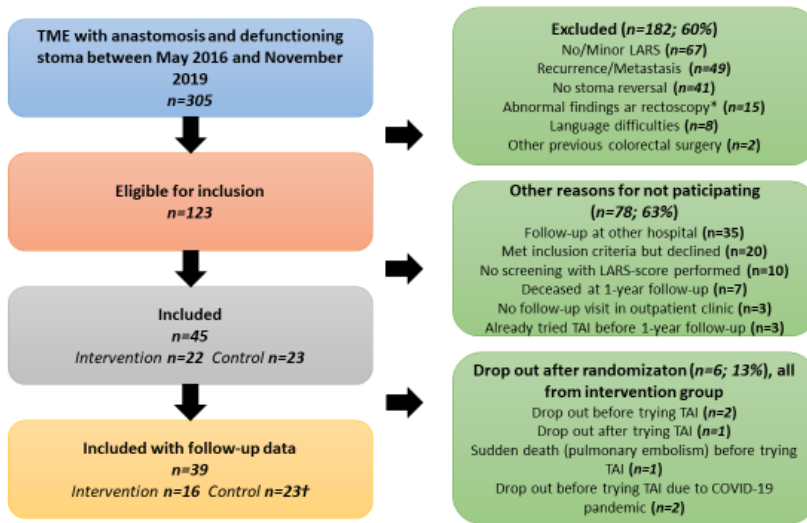 TME with anastomosis and defunctioning
stoma between May 2016 and November
2019
n=305
Excluded (n=182; 60%)
No/Minor LARS (n=67)
Recurrence/Metastasis (n=49)
No stoma reversal (n=41)
Abnormal findings ar rectoscopy* (n=15)
Language difficulties (n=8)
Other previous colorectal surgery (n=2)
Eligible for inclusion
n=123
Other reasons for not paticipating
(n=78; 63%)
Follow-up at other hospital (n=35)
Met inclusion criteria but declined (n=20)
No screening with LARS-score performed (n=10)
Deceased at 1-year follow-up (n=7)
No follow-up visit in outpatient clinic (n=3)
Already tried TAI before 1-year follow-up (n=3)
Included
n=45
Intervention n=22 Control n=23
Drop out after randomizaton (n=6; 13%), all
from intervention group
Drop out before trying TAI (n=2)
Drop out after trying TAI (n=1)
Sudden death (pulmonary embolism) before trying
TAI (n=1)
Drop out before trying TAI due to COVID-19
pandemic (n=2)
Included with follow-up data
n=39
Intervention n=16 Control n=23†